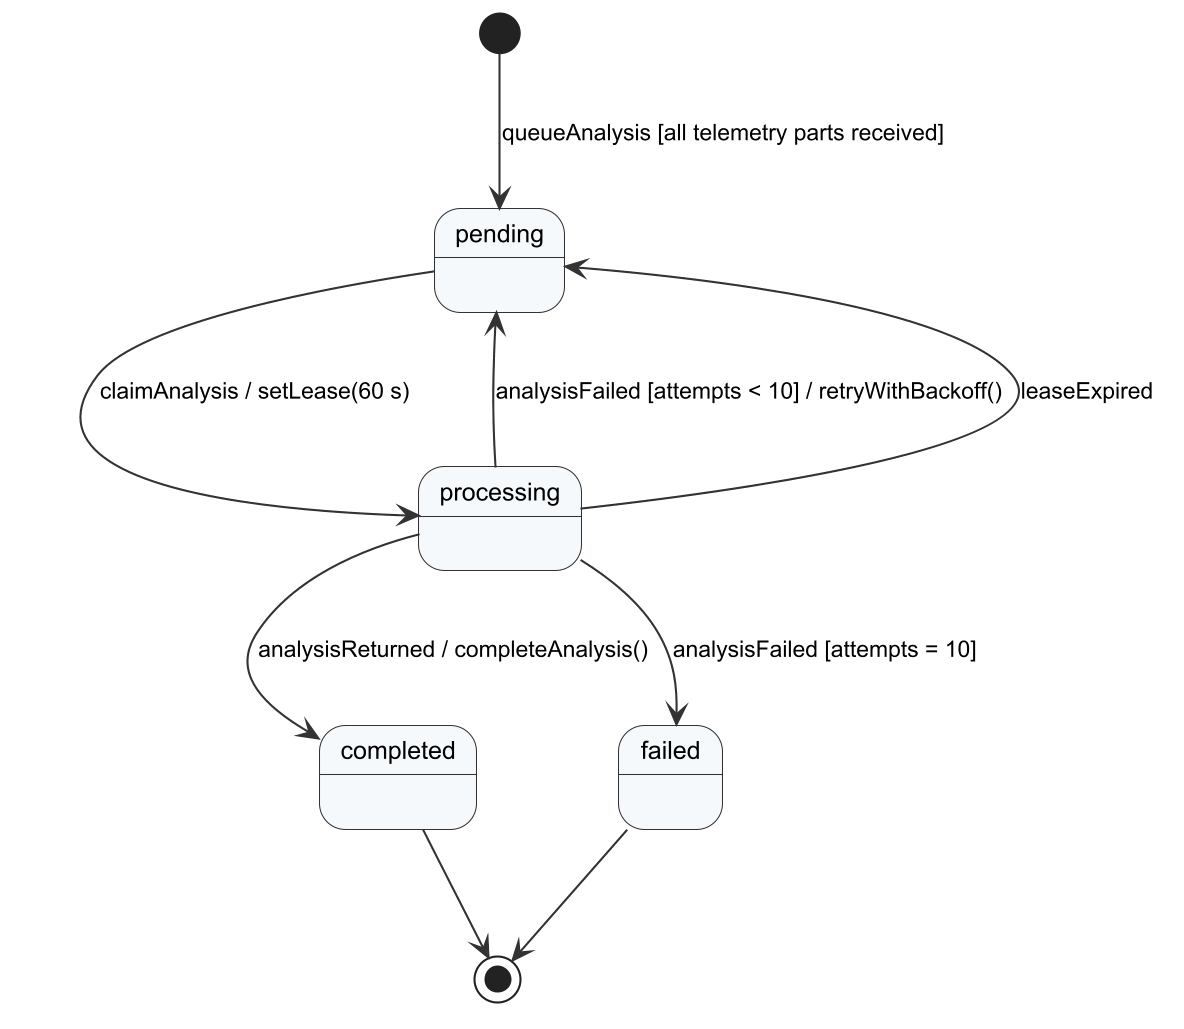 queueAnalysis [all telemetry parts received]
pending
claimAnalysis / setLease(60 s)
analysisFailed [attempts < 10] / retryWithBackoff()
leaseExpired
processing
analysisReturned / completeAnalysis()
analysisFailed [attempts = 10]
completed
failed